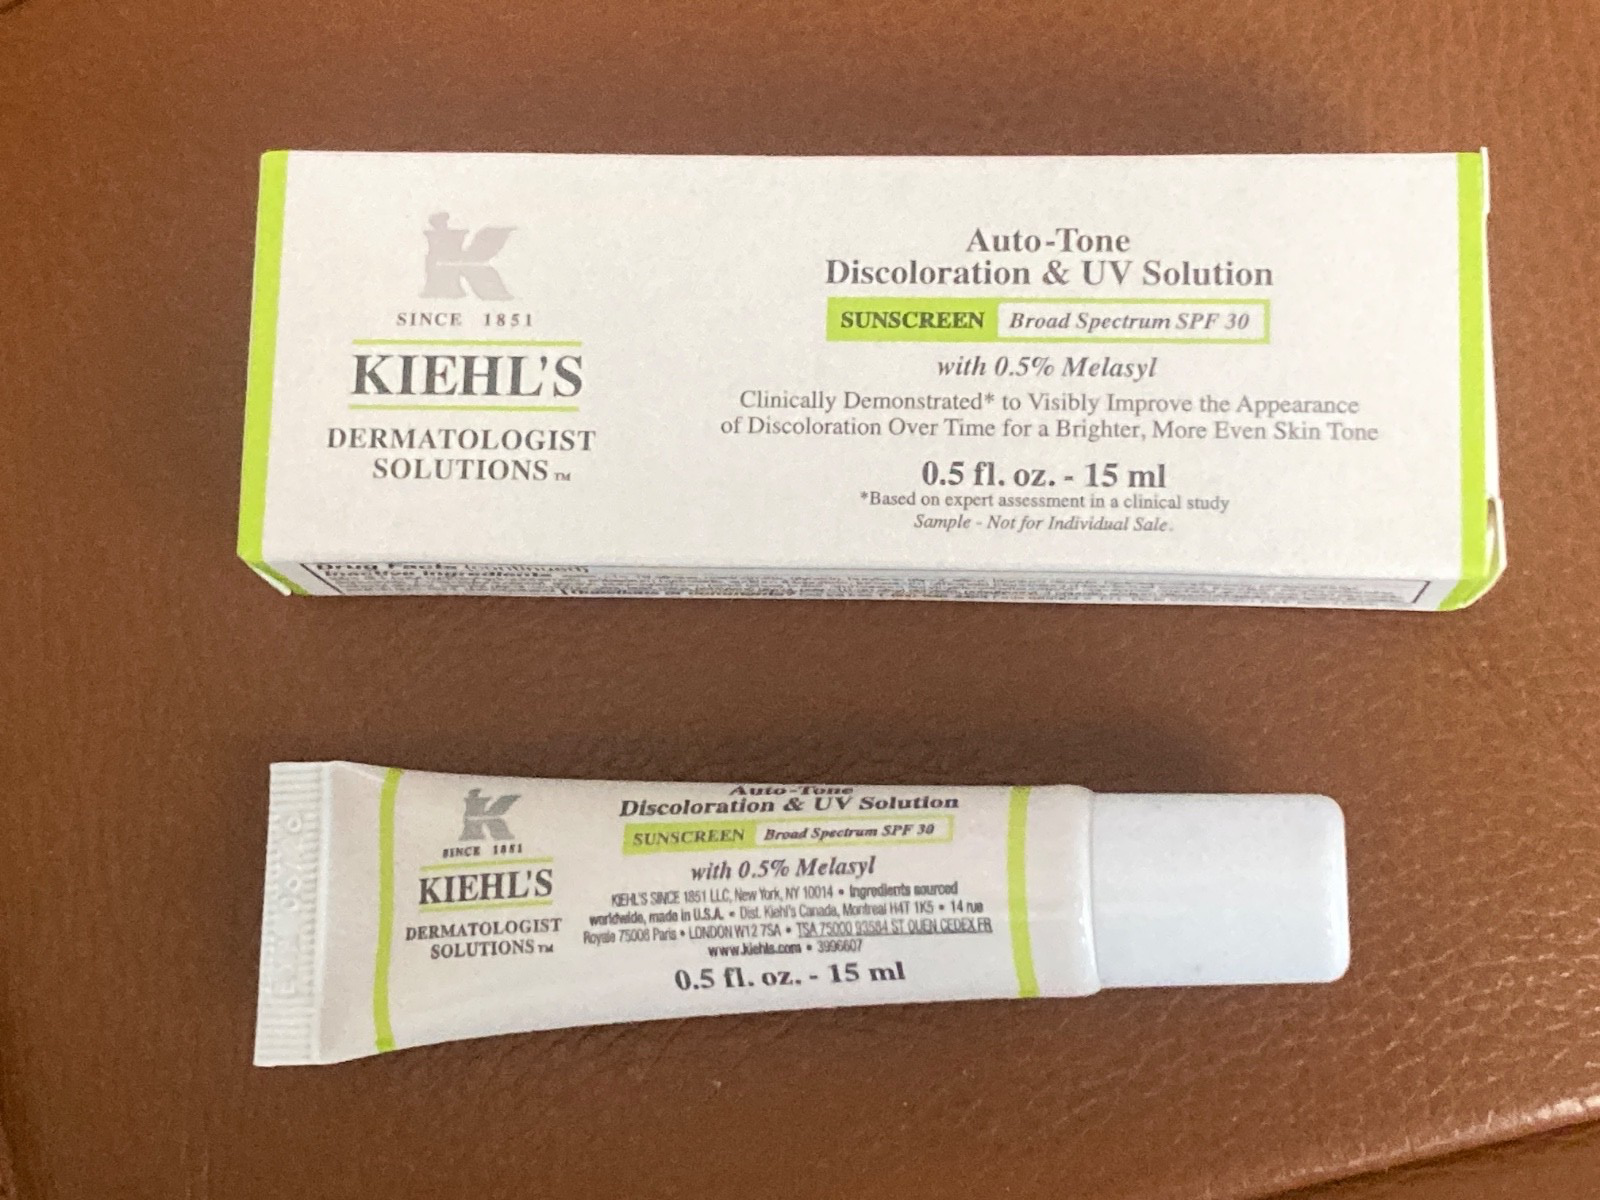 SINCE 1851
KIEHL'S
DERMATOLOGIST
SOLUTIONS™
Auto-Tone
Discoloration & UV Solution
SUNSCREEN Broad Spectrum SPF 30
with 0.5% Melasyl
Clinically Demonstrated* to Visibly Improve the Appearance
of Discoloration Over Time for a Brighter, More Even Skin Tone
0.5 fl. oz. - 15 ml
*Based on expert assessment in a clinical study
Sample - Not for Individual Sale.
Drug Facts (continued)
Inactive Ingredients
SINCE 1851
KIEHL'S
DERMATOLOGIST
SOLUTIONS™
Auto-Tone
Discoloration & UV Solution
SUNSCREEN Broad Spectrum SPF 30
with 0.5% Melasyl
KIEHL'S SINCE 1851 LLC, New York, NY 10014 • Ingredients sourced
worldwide, made in U.S.A. • Dist. Kiehl's Canada, Montreal H4T 1K5 • 14 rue
Royale 75008 Paris • LONDON W12 7SA • TSA 75000 93584 ST OUEN CEDEX FR
www.kiehls.com • 3996607
0.5 fl. oz. - 15 ml